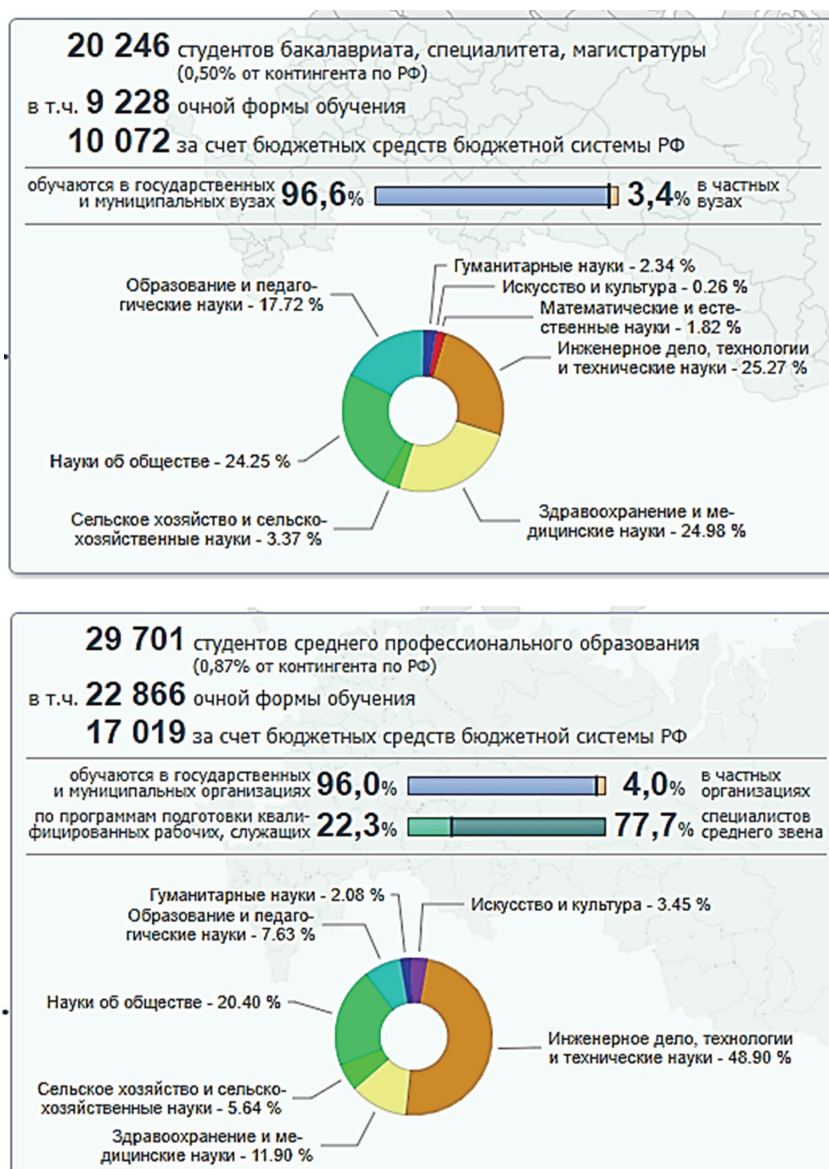 20 246 студентов бакалавриата, специалитета, магистратуры
(0,50% от контингента по РФ)
в т.ч. 9 228 очной формы обучения
10 072 за счет бюджетных средств бюджетной системы РФ
обучаются в государственных
и муниципальных вузах 96,6%
3,4% в частных
вузах
Гуманитарные науки - 2.34 %
Искусство и культура - 0.26 %
Математические и есте-
ственные науки - 1.82 %
Инженерное дело, технологии
и технические науки - 25.27 %
Образование и педаго-
гические науки - 17.72 %
Науки об обществе - 24.25 %
Сельское хозяйство и сельско-
хозяйственные науки - 3.37 %
Здравоохранение и ме-
дицинские науки - 24.98 %
29 701 студентов среднего профессионального образования
(0,87% от контингента по РФ)
в т.ч. 22 866 очной формы обучения
17 019 за счет бюджетных средств бюджетной системы РФ
обучаются в государственных
и муниципальных организациях 96,0%
4,0% в частных
организациях
по программам подготовки квали-
фицированных рабочих, служащих 22,3%
77,7% специалистов
среднего звена
Гуманитарные науки - 2.08 %
Образование и педаго-
гические науки - 7.63 %
Искусство и культура - 3.45 %
Науки об обществе - 20.40 %
Инженерное дело, технологии
и технические науки - 48.90 %
Сельское хозяйство и сельско-
хозяйственные науки - 5.64 %
Здравоохранение и ме-
дицинские науки - 11.90 %